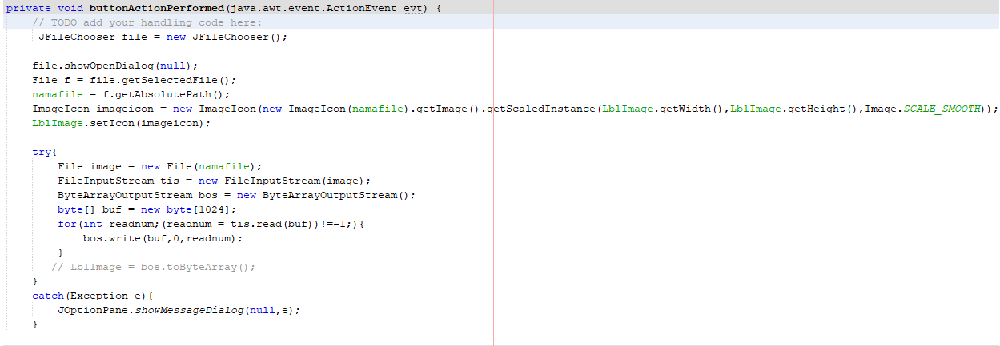 private void buttonActionPerformed(java.awt.event.ActionEvent evt) {
// TODO add your handling code here:
JFileChooser file = new JFileChooser();
file.showOpenDialog(null);
File f = file.getSelectedFile();
namafile = f.getAbsolutePath();
ImageIcon imageicon = new ImageIcon(new ImageIcon(namafile).getImage().getScaledInstance(LblImage.getWidth(),LblImage.getHeight(),Image.SCALE_SMOOTH));
LblImage.setIcon(imageicon);
try{
File image = new File(namafile);
FileInputStream tis = new FileInputStream(image);
ByteArrayOutputStream bos = new ByteArrayOutputStream();
byte[] buf = new byte[1024];
for(int readnum;(readnum = tis.read(buf))!=-1;){
bos.write(buf,0,readnum);
}
// LblImage = bos.toByteArray();
}
catch(Exception e){
JOptionPane.showMessageDialog(null,e);
}